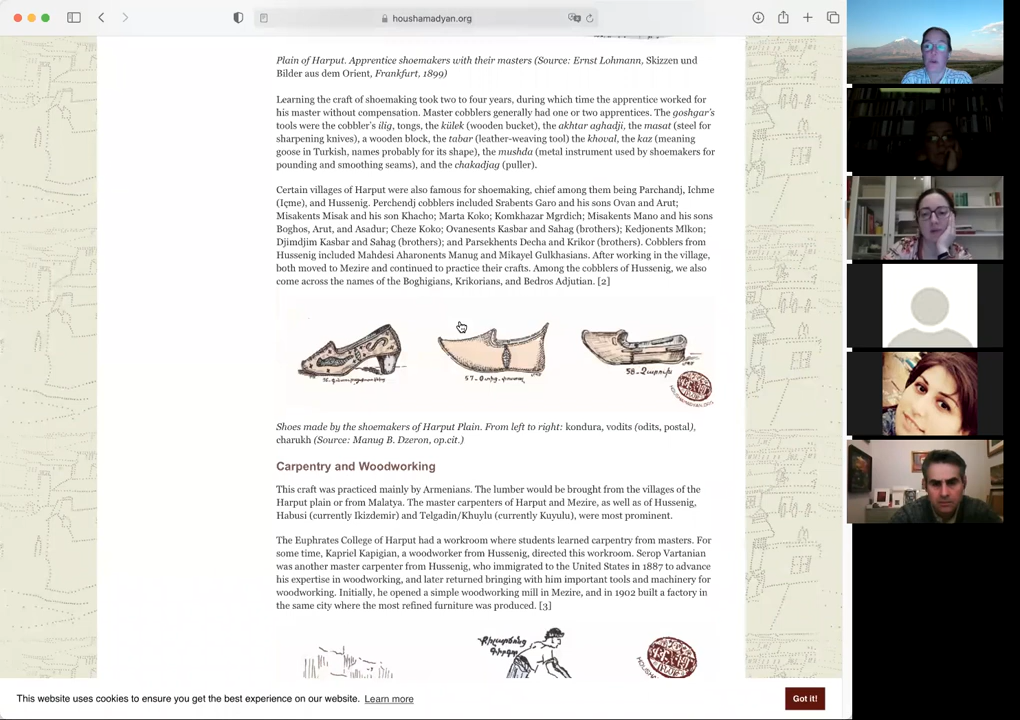 houshamadyan.org
Plain of Harput. Apprentice shoemakers with their masters (Source: Ernst Lohmann, Skizzen und
Bilder aus dem Orient, Frankfurt, 1899)
Learning the craft of shoemaking took two to four years, during which time the apprentice worked for
his master without compensation. Master cobblers generally had one or two apprentices. The goshgar's
tools were the cobbler's ilig, tongs, the külek (wooden bucket), the akhtar aghadji, the masat (steel for
sharpening knives), a wooden block, the tabar (leather-weaving tool) the khoval, the kaz (meaning
goose in Turkish, names probably for its shape), the mushda (metal instrument used by shoemakers for
pounding and smoothing seams), and the chakadjag (puller).
Certain villages of Harput were also famous for shoemaking, chief among them being Parchandj, Ichme
(Içme), and Hussenig. Perchendj cobblers included Srabents Garo and his sons Ovan and Arut;
Misakents Misak and his son Khacho; Marta Koko; Komkhazar Mgrdich; Misakents Mano and his sons
Boghos, Arut, and Asadur; Cheze Koko; Ovanesents Kasbar and Sahag (brothers); Kedjonents Mlkon;
Djimdjim Kasbar and Sahag (brothers); and Parsekhents Decha and Krikor (brothers). Cobblers from
Hussenig included Mahdesi Aharonents Manug and Mikayel Gulkhasians. After working in the village,
both moved to Mezire and continued to practice their crafts. Among the cobblers of Hussenig, we also
come across the names of the Boghigians, Krikorians, and Bedros Adjutian. [2]
Shoes made by the shoemakers of Harput Plain. From left to right: kondura, vodits (odits, postal),
charukh (Source: Manug B. Dzeron, op.cit.)
Carpentry and Woodworking
This craft was practiced mainly by Armenians. The lumber would be brought from the villages of the
Harput plain or from Malatya. The master carpenters of Harput and Mezire, as well as of Hussenig,
Habusi (currently Ikizdemir) and Telgadin/Khuylu (currently Kuyulu), were most prominent.
The Euphrates College of Harput had a workroom where students learned carpentry from masters. For
some time, Kapriel Kapigian, a woodworker from Hussenig, directed this workroom. Serop Vartanian
was another master carpenter from Hussenig, who immigrated to the United States in 1887 to advance
his expertise in woodworking, and later returned bringing with him important tools and machinery for
woodworking. Initially, he opened a simple woodworking mill in Mezire, and in 1902 built a factory in
the same city where the most refined furniture was produced. [3]
This website uses cookies to ensure you get the best experience on our website. Learn more
Got it!